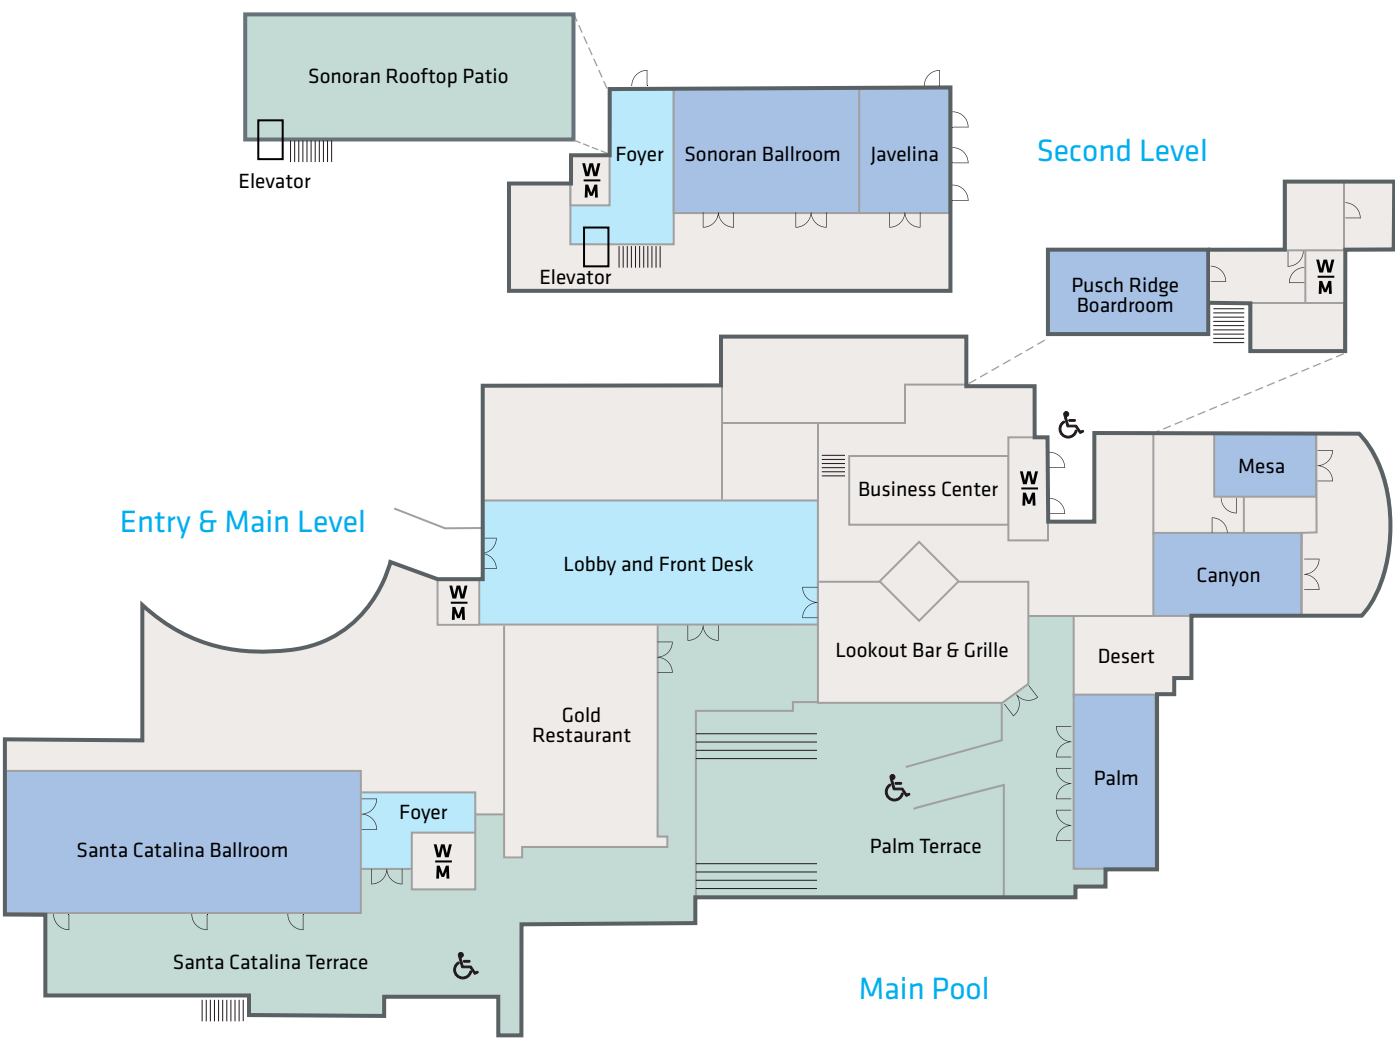 Sonoran Rooftop Patio
Elevator
Foyer
Sonoran Ballroom
Javelina
W
M
Elevator
Second Level
Pusch Ridge
Boardroom
W
M
Entry & Main Level
Business Center
W
M
Mesa
Lobby and Front Desk
Canyon
W
M
Lookout Bar & Grille
Desert
Gold
Restaurant
Palm
Foyer
Santa Catalina Ballroom
W
M
Palm Terrace
Santa Catalina Terrace
Main Pool